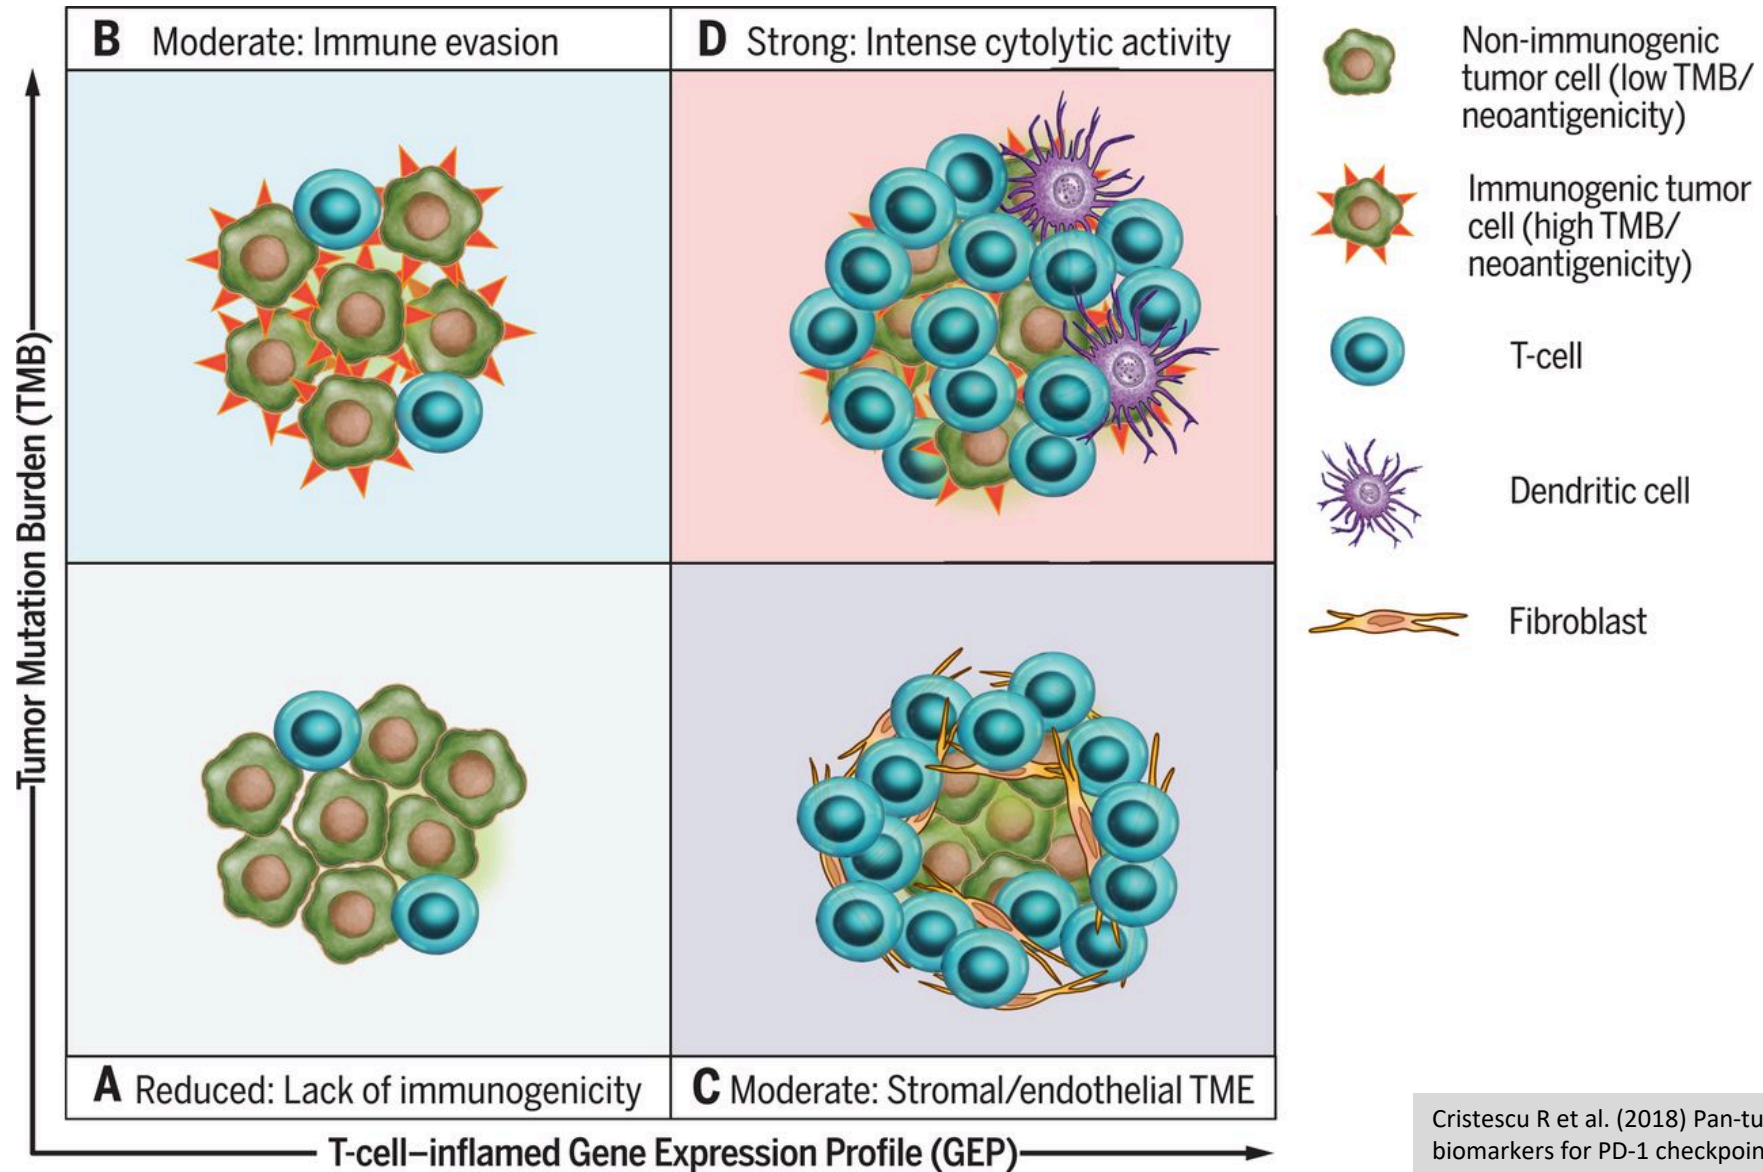 B Moderate: Immune evasion
D Strong: Intense cytolytic activity
Non-immunogenic
tumor cell (low TMB/
neoantigenicity)
Immunogenic tumor
cell (high TMB/
neoantigenicity)
T-cell
Dendritic cell
Fibroblast
Tumor Mutation Burden (TMB)
A Reduced: Lack of immunogenicity
C Moderate: Stromal/endothelial TME
T-cell–inflamed Gene Expression Profile (GEP)
Cristescu R et al. (2018) Pan-tu
biomarkers for PD-1 checkpoin